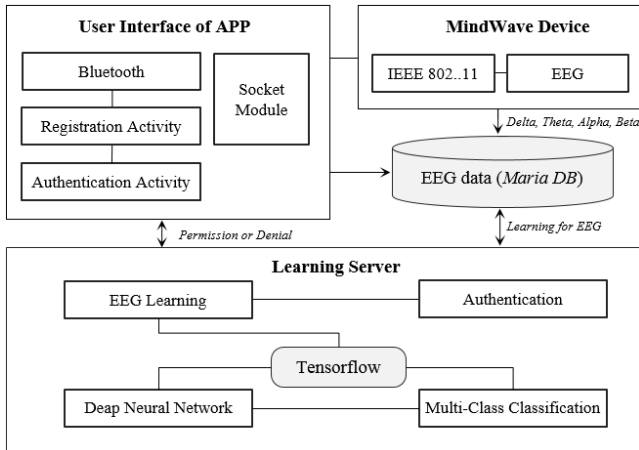 User Interface of APP
Bluetooth
Registration Activity
Authentication Activity
Socket
Module
MindWave Device
IEEE 802..11
EEG
Delta, Theta, Alpha, Beta
EEG data (Maria DB)
Permission or Denial
Learning for EEG
Learning Server
EEG Learning
Authentication
Tensorflow
Deap Neural Network
Multi-Class Classification